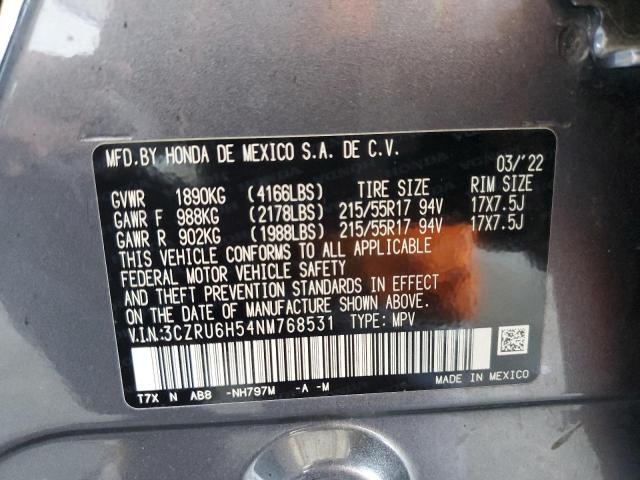 MFD. BY HONDA DE MEXICO S.A. DE C.V.
03/'22
GVWR 1890KG (4166LBS) TIRE SIZE RIM SIZE
GAWR F 988KG (2178LBS) 215/55R17 94V 17X7.5J
GAWR R 902KG (1988LBS) 215/55R17 94V 17X7.5J
THIS VEHICLE CONFORMS TO ALL APPLICABLE
FEDERAL MOTOR VEHICLE SAFETY
AND THEFT PREVENTION STANDARDS IN EFFECT
ON THE DATE OF MANUFACTURE SHOWN ABOVE.
V.I.N.:3CZRU6H54NM768531 TYPE: MPV
T7X N AB8 -NH797M -A -M
MADE IN MEXICO